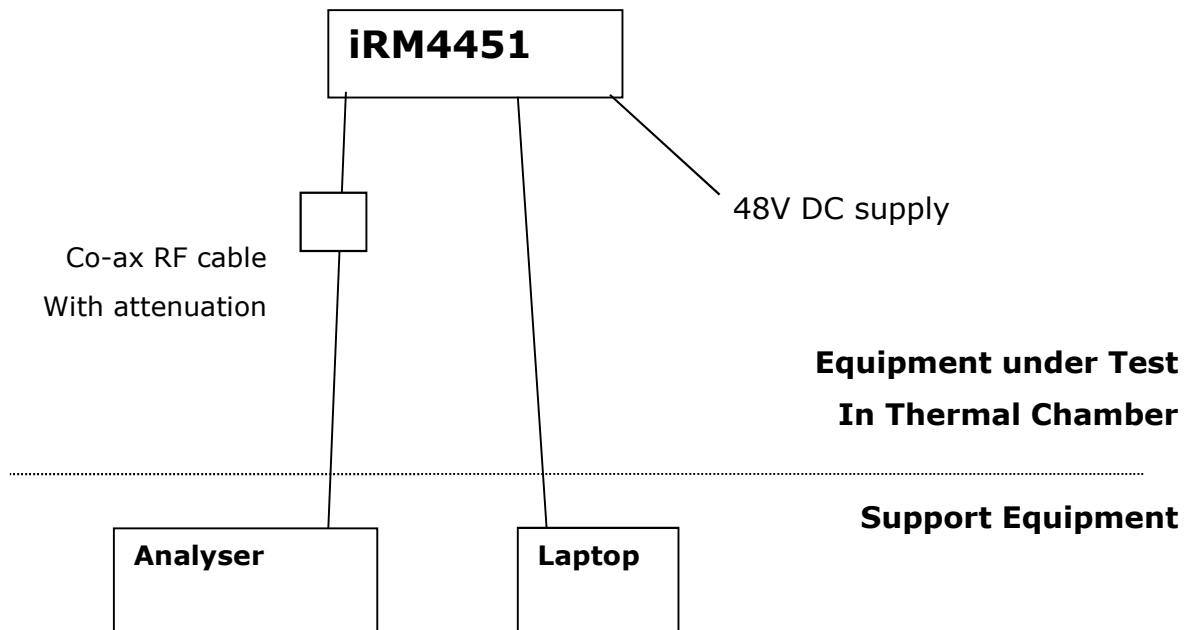 iRM4451
48V DC supply
Co-ax RF cable
With attenuation
Equipment under Test
In Thermal Chamber
Support Equipment
Analyser
Laptop